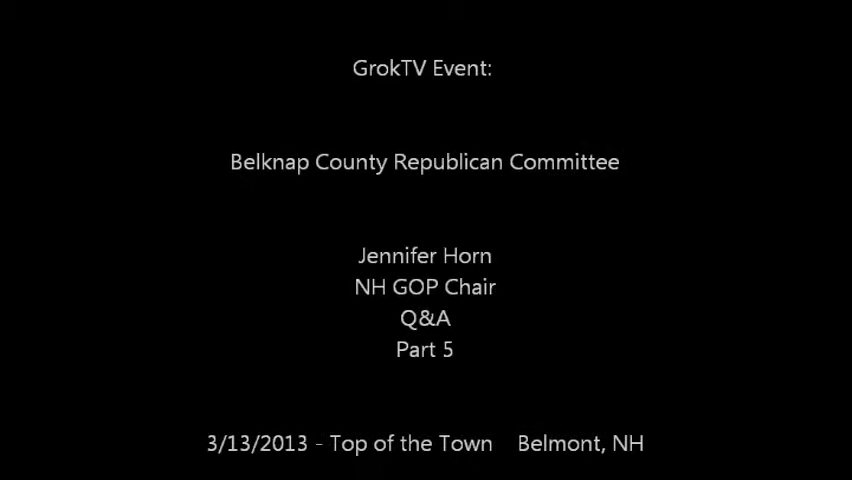 GrokTV Event:
Belknap County Republican Committee
Jennifer Horn
NH GOP Chair
Q&A
Part 5
3/13/2013 - Top of the Town Belmont, NH